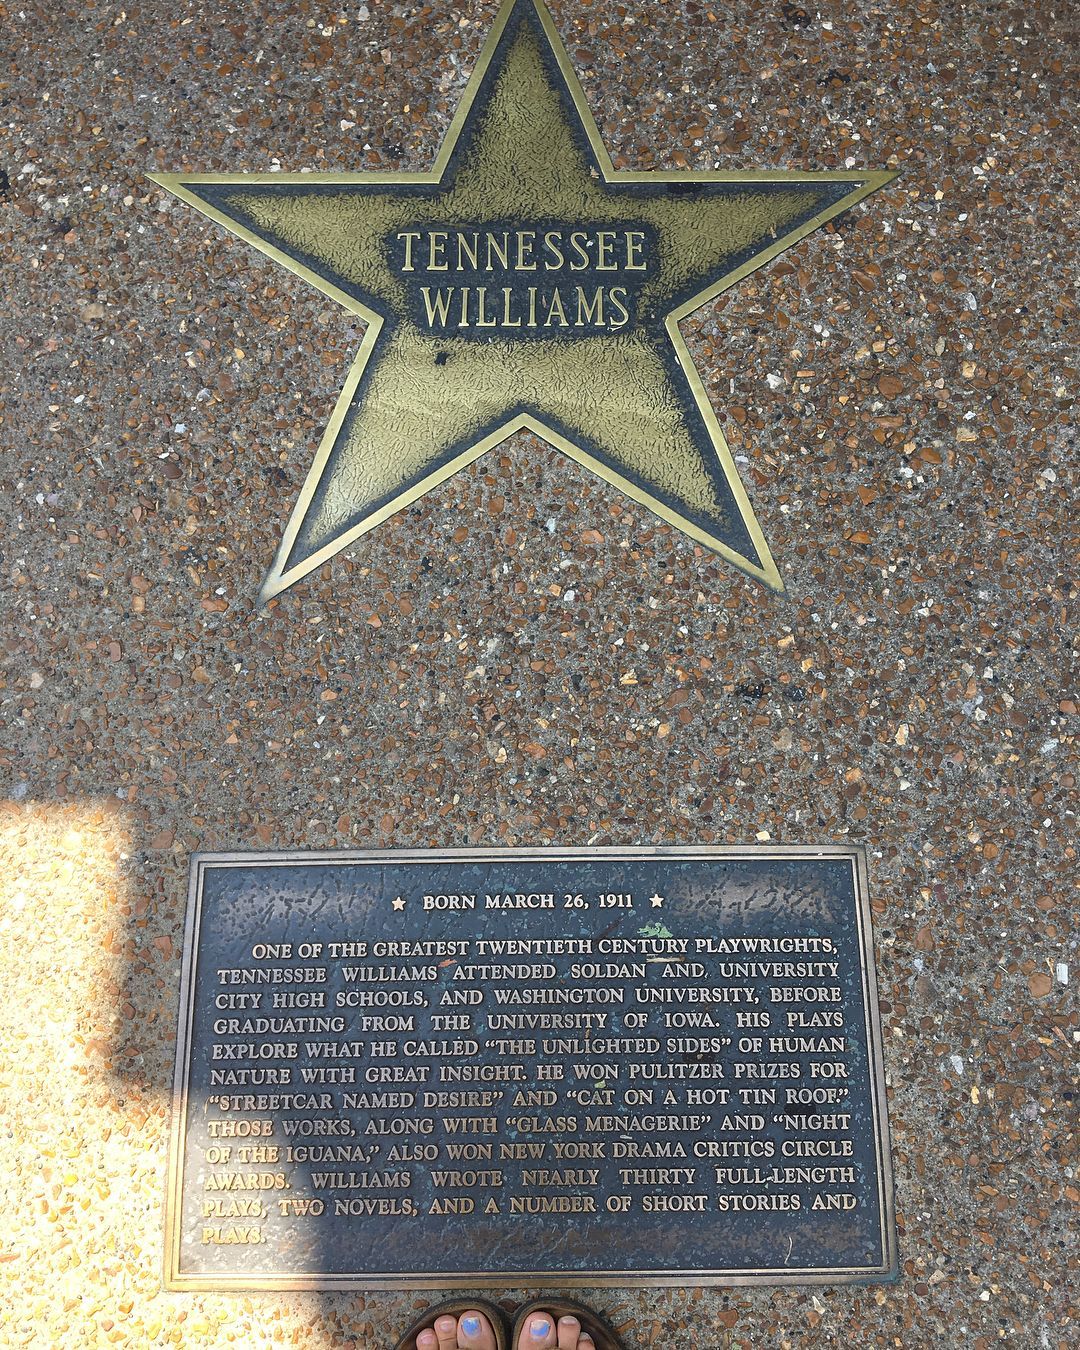 TENNESSEE
WILLIAMS
★ BORN MARCH 26, 1911 ★
ONE OF THE GREATEST TWENTIETH CENTURY PLAYWRIGHTS,
TENNESSEE WILLIAMS ATTENDED SOLDAN AND UNIVERSITY
CITY HIGH SCHOOLS, AND WASHINGTON UNIVERSITY, BEFORE
GRADUATING FROM THE UNIVERSITY OF IOWA. HIS PLAYS
EXPLORE WHAT HE CALLED “THE UNLIGHTED SIDES” OF HUMAN
NATURE WITH GREAT INSIGHT. HE WON PULITZER PRIZES FOR
“STREETCAR NAMED DESIRE” AND “CAT ON A HOT TIN ROOF.”
THOSE WORKS, ALONG WITH “GLASS MENAGERIE” AND “NIGHT
OF THE IGUANA,” ALSO WON NEW YORK DRAMA CRITICS CIRCLE
AWARDS. WILLIAMS WROTE NEARLY THIRTY FULL-LENGTH
PLAYS, TWO NOVELS, AND A NUMBER OF SHORT STORIES AND
PLAYS.